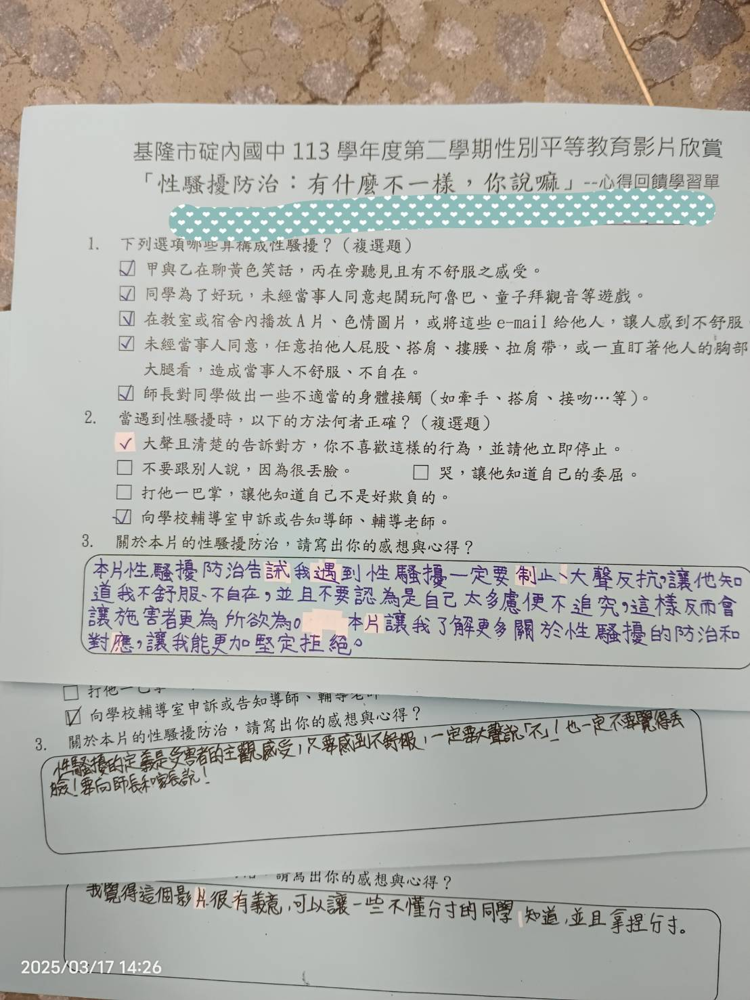 基隆市碇內國中 113 學年度第二學期性別平等教育影片欣賞
「性騷擾防治：有什麼不一樣，你說嘛」--心得回饋學習單
1. 下列選項哪些算構成性騷擾？（複選題）
☑ 甲與乙在聊黃色笑話，丙在旁聽見且有不舒服之感受。
☑ 同學為了好玩，未經當事人同意起鬨玩阿魯巴、童子拜觀音等遊戲。
☑ 在教室或宿舍內播放 A 片、色情圖片，或將這些 e-mail 給他人，讓人感到不舒服
☑ 未經當事人同意，任意拍他人屁股、搭肩、摟腰、拉肩帶，或一直盯著他人的胸部
大腿看，造成當事人不舒服、不自在。
☑ 師長對同學做出一些不適當的身體接觸（如牽手、搭肩、接吻…等）。
2. 當遇到性騷擾時，以下的方法何者正確？（複選題）
✓ 大聲且清楚的告訴對方，你不喜歡這樣的行為，並請他立即停止。
□ 不要跟別人說，因為很丟臉。 □ 哭，讓他知道自己的委屈。
□ 打他一巴掌，讓他知道自己不是好欺負的。
☑ 向學校輔導室申訴或告知導師、輔導老師。
3. 關於本片的性騷擾防治，請寫出你的感想與心得？
本片性騷擾防治告誡我遇到性騷擾一定要制止、大聲反抗，讓他知
道我不舒服、不自在，並且不要認為是自己太多慮便不追究，這樣反而會
讓施害者更為所欲為。本片讓我了解更多關於性騷擾的防治和
對應，讓我能更加堅定拒絕。
□ 打他一巴掌
☑ 向學校輔導室申訴或告知導師、輔導老師
3. 關於本片的性騷擾防治，請寫出你的感想與心得？
性騷擾的定義是受害者的主觀感受，只要感到不舒服，一定要大聲說「不」！也一定不要覺得丟
臉！要向師長和家長說！
請寫出你的感想與心得？
我覺得這個影片很有義意，可以讓一些不懂分寸的同學知道，並且拿捏分寸。
2025/03/17 14:26